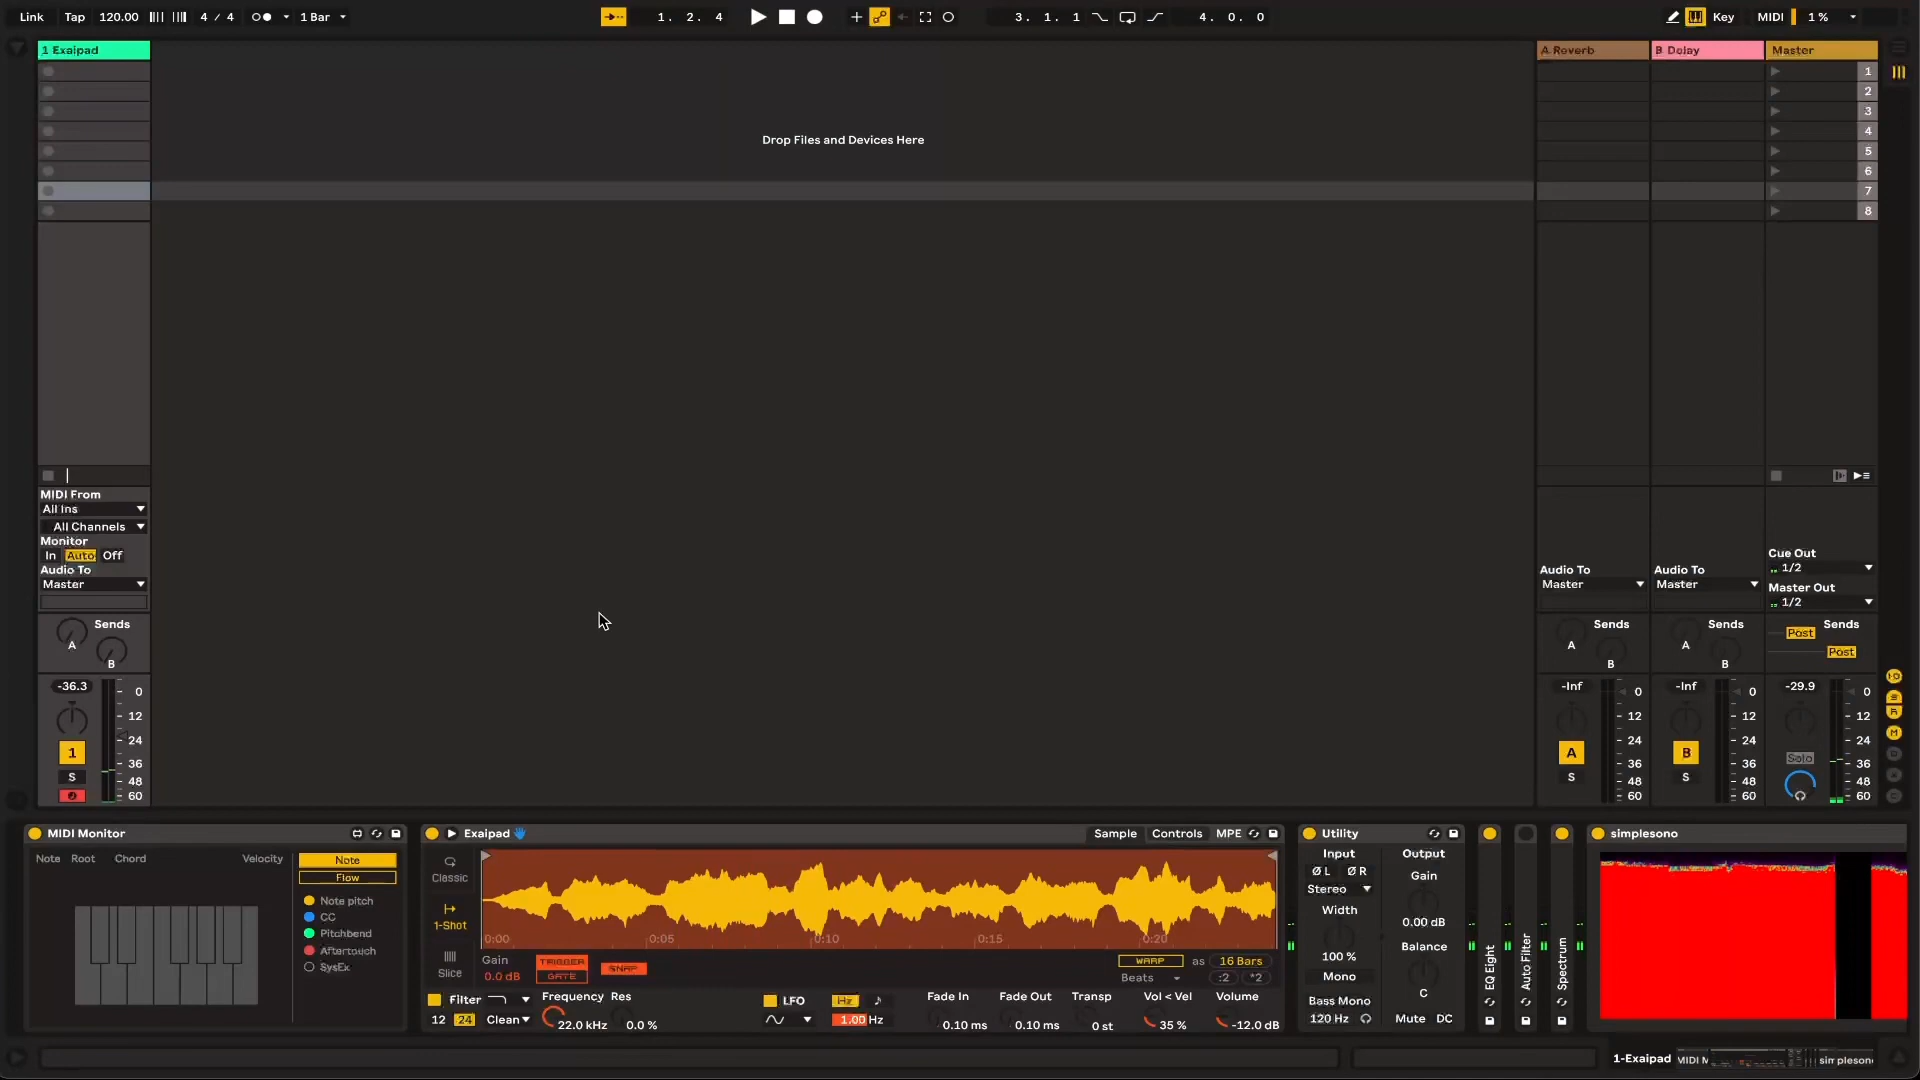 Link Tap 120.00 4 / 4 1 Bar 1. 2. 4 3. 1. 1 4. 0. 0 Key MIDI 1 %
1 Exaipad A Reverb B Delay Master
1
2
3
Drop Files and Devices Here 4
5
6
7
8
MIDI From
All Ins
All Channels
Monitor
In Auto Off
Audio To
Master
Audio To
Master
Audio To
Master
Cue Out
1/2
Master Out
1/2
Sends Sends Sends Sends
A A A Post
B B B Post
-36.3 0 -Inf 0 -Inf 0 -29.9 0
12 12 12 12
24 24 24 24
1 36 A 36 B 36 Solo 36
S 48 S 48 S 48 48
60 60 60 60
MIDI Monitor
Note Root Chord Velocity
Note
Flow
Note pitch
CC
Pitchbend
Aftertouch
SysEx
Exaipad Sample Controls MPE
Classic
1-Shot
Slice
0:00 0:05 0:10 0:15 0:20
Gain
0.0 dB
TRIGGER
GATE
SNAP
WARP as 16 Bars
Beats :2 *2
Filter Frequency Res LFO Hz Fade In Fade Out Transp Vol < Vel Volume
12 24 Clean 22.0 kHz 0.0 % 1.00 Hz 0.10 ms 0.10 ms 0 st 35 % -12.0 dB
Utility
Input Output
Ø L Ø R Gain
Stereo
Width
0.00 dB
Balance
100 %
Mono
C
Bass Mono
120 Hz Mute DC
EQ Eight
Auto Filter
Spectrum
simplesono
1-Exaipad MIDI M simpleson